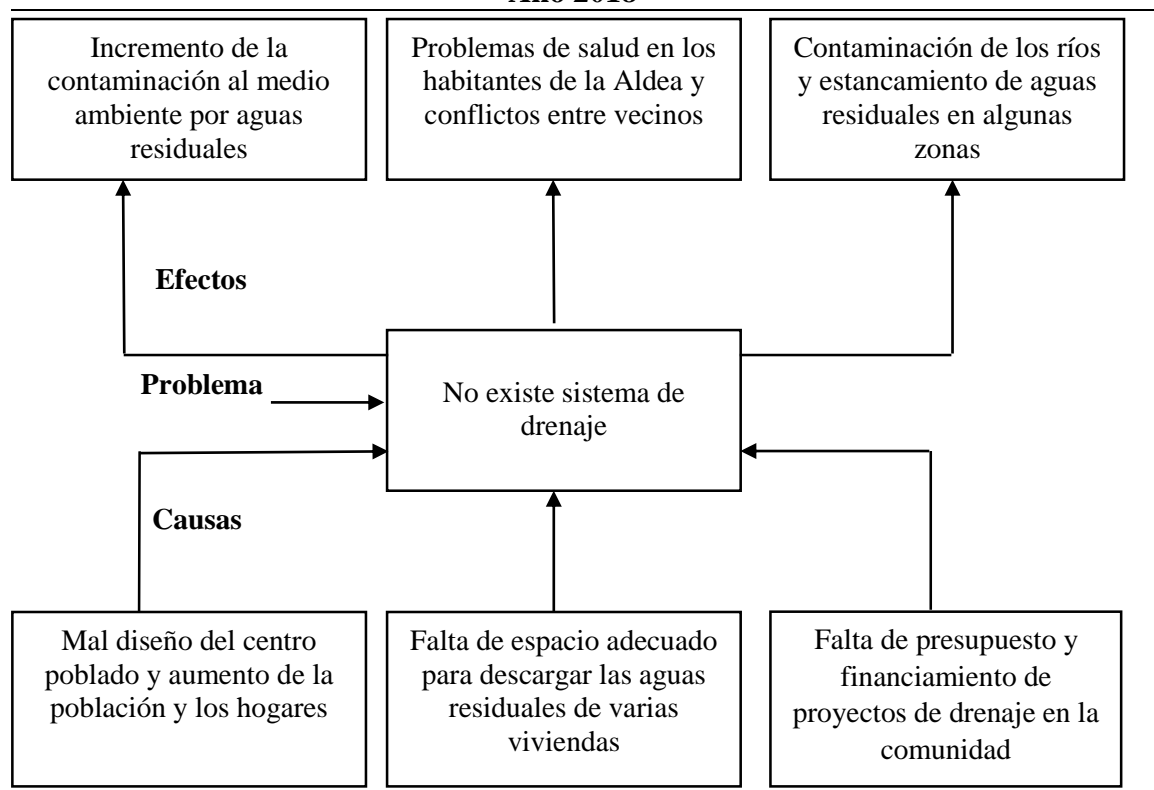 Año 2018
Incremento de la
contaminación al medio
ambiente por aguas
residuales
Problemas de salud en los
habitantes de la Aldea y
conflictos entre vecinos
Contaminación de los ríos
y estancamiento de aguas
residuales en algunas
zonas
Efectos
Problema
No existe sistema de
drenaje
Causas
Mal diseño del centro
poblado y aumento de la
población y los hogares
Falta de espacio adecuado
para descargar las aguas
residuales de varias
viviendas
Falta de presupuesto y
financiamiento de
proyectos de drenaje en la
comunidad